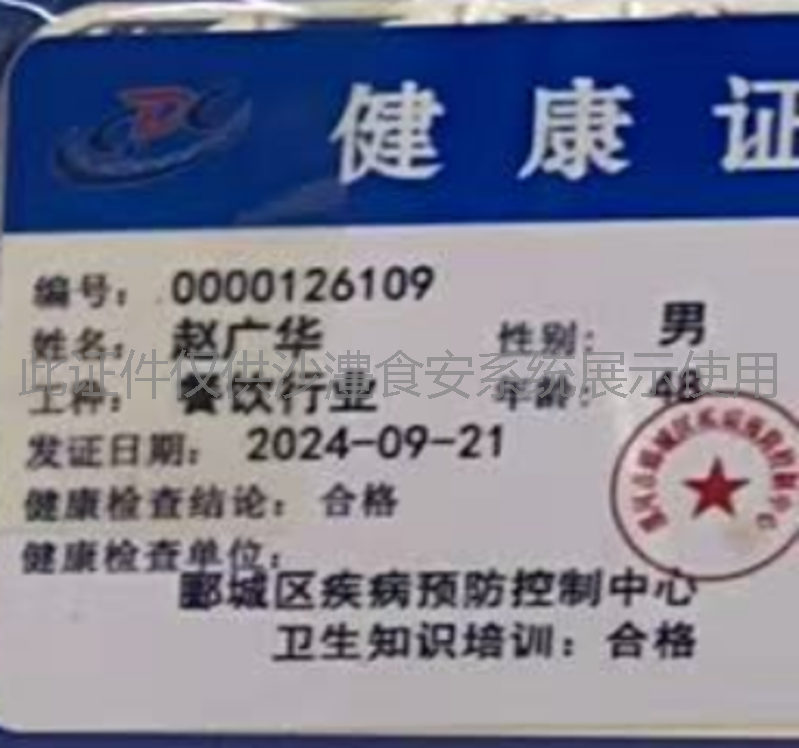 健康证
编号：0000126109
姓名：赵广华 性别：男
此证件仅供沙漕食安系统展示使用
工种：餐饮行业 年龄：48
发证日期：2024-09-21
健康检查结论：合格
健康检查单位：
郾城区疾病预防控制中心
卫生知识培训：合格